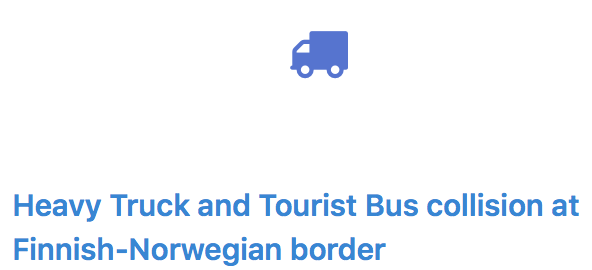 Heavy Truck and Tourist Bus collision at
Finnish-Norwegian border